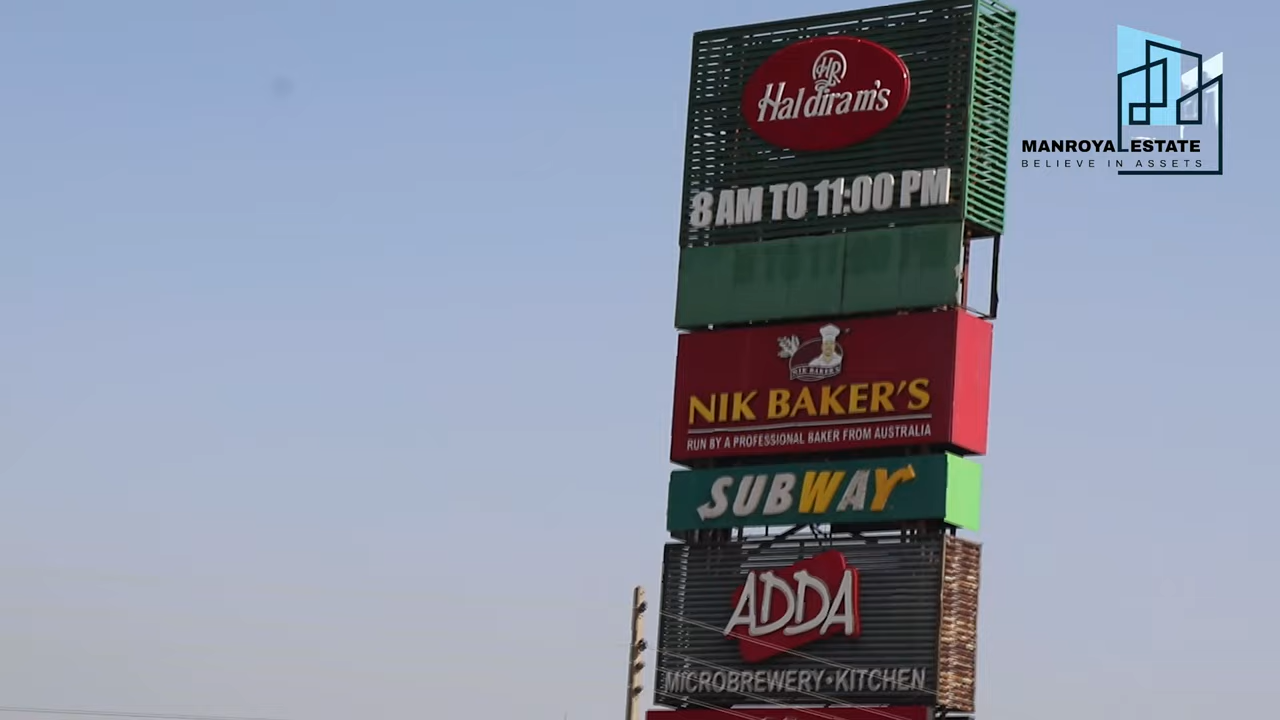 HR
Haldiram's
8 AM TO 11:00 PM
NIK BAKER'S
NIK BAKER'S
RUN BY A PROFESSIONAL BAKER FROM AUSTRALIA
SUBWAY
ADDA
MICROBREWERY•KITCHEN
MANROYAL ESTATE
BELIEVE IN ASSETS